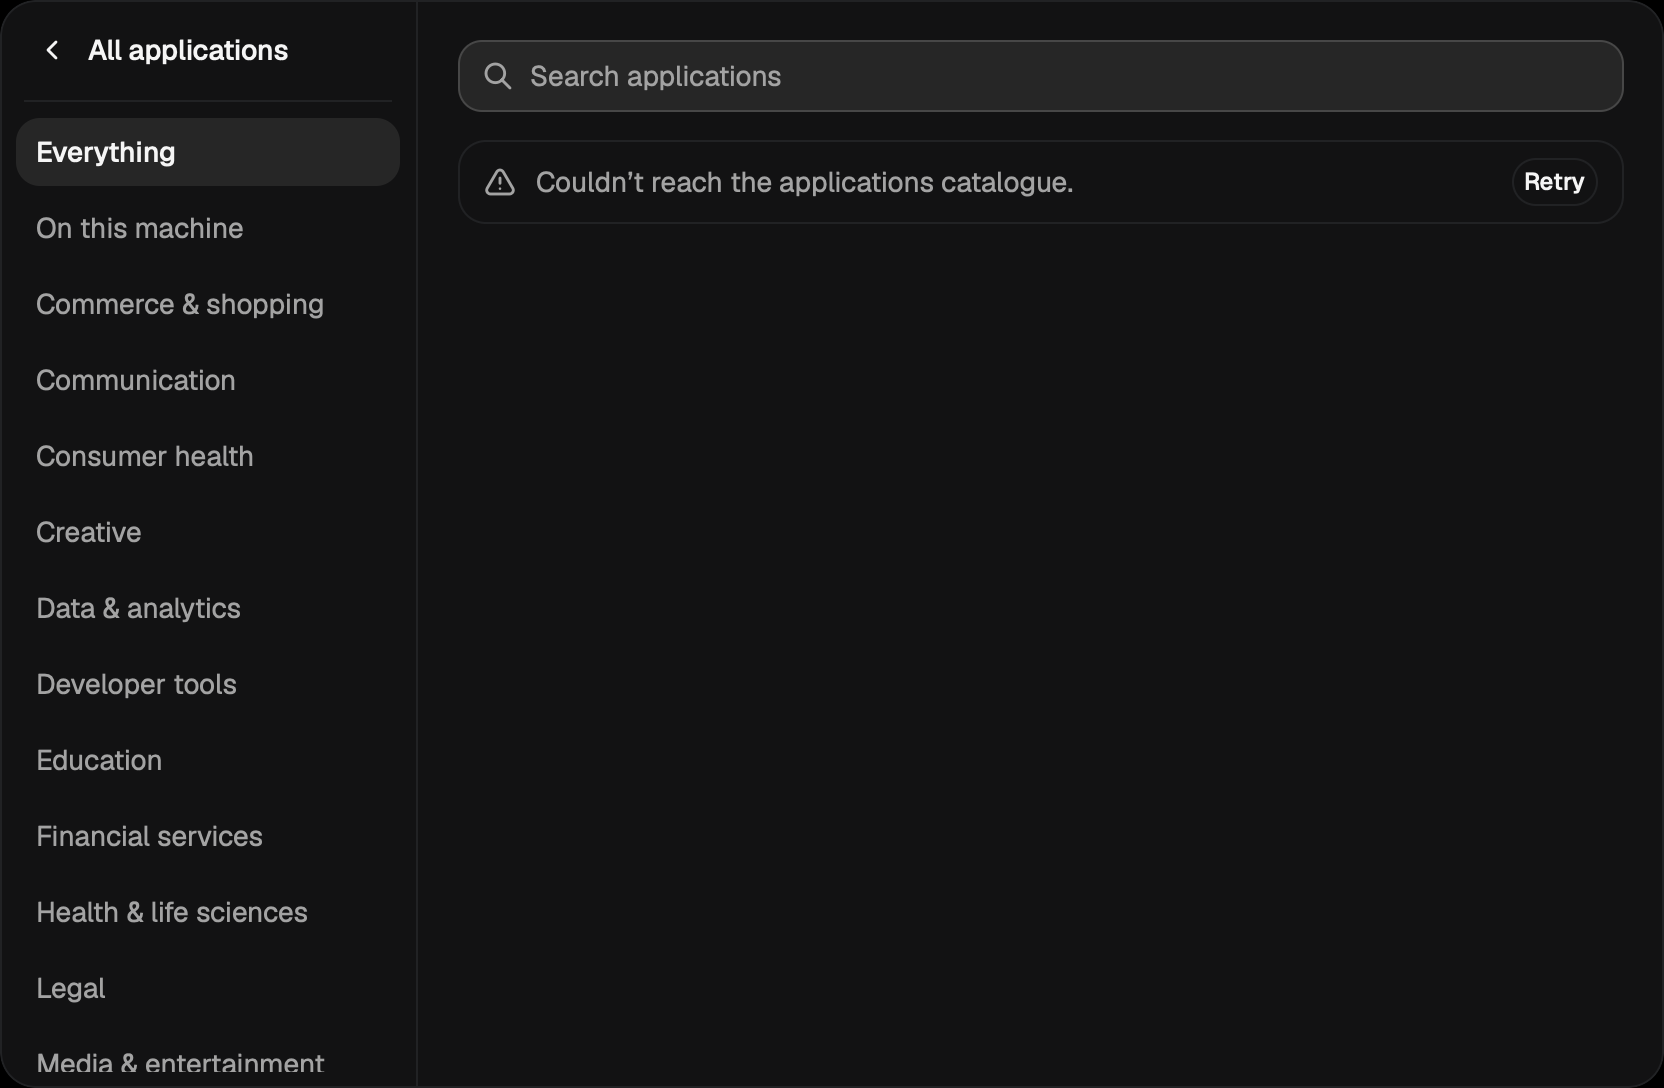 All applications
Everything
On this machine
Commerce & shopping
Communication
Consumer health
Creative
Data & analytics
Developer tools
Education
Financial services
Health & life sciences
Legal
Media & entertainment
Search applications
Couldn’t reach the applications catalogue.
Retry